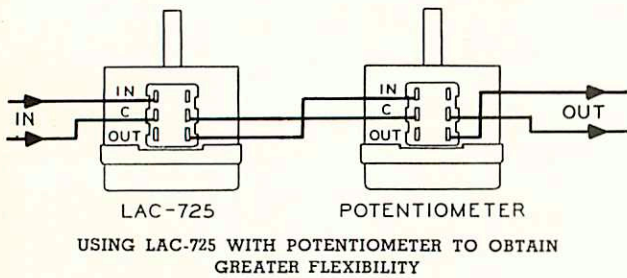 IN
C
OUT
IN
IN
C
OUT
OUT
LAC-725
POTENTIOMETER
USING LAC-725 WITH POTENTIOMETER TO OBTAIN
GREATER FLEXIBILITY